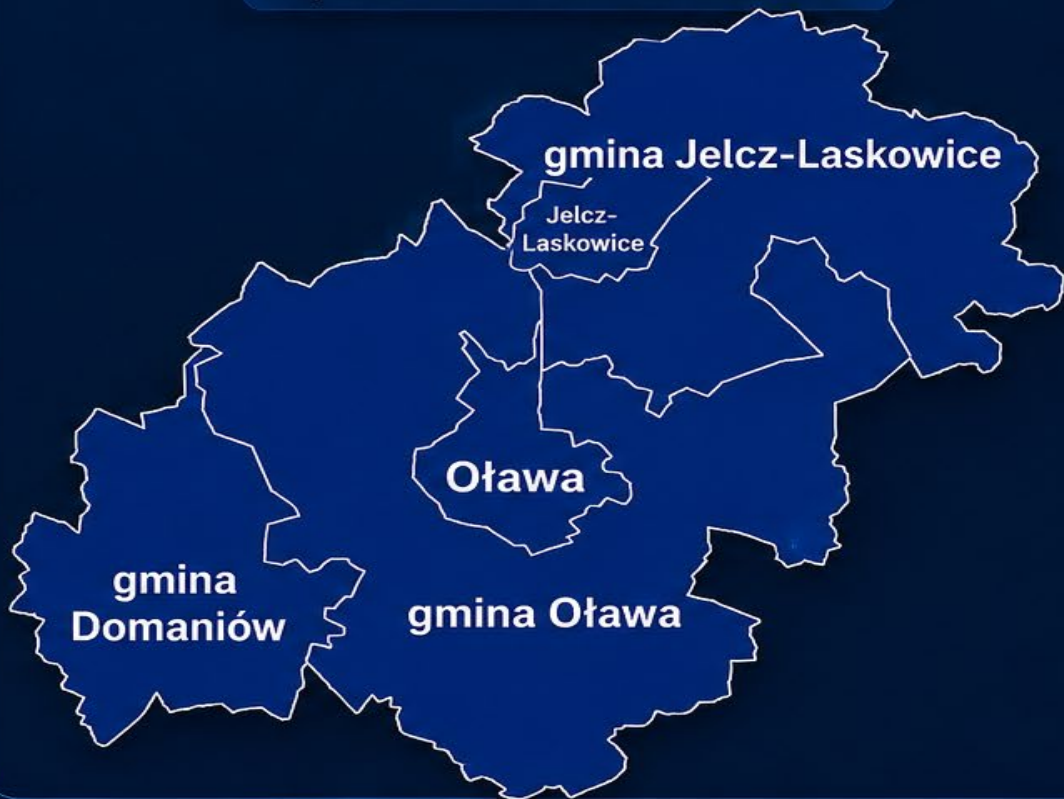 gmina Jelcz-Laskowice
Jelcz-
Laskowice
Oława
gmina
Domaniów
gmina Oława